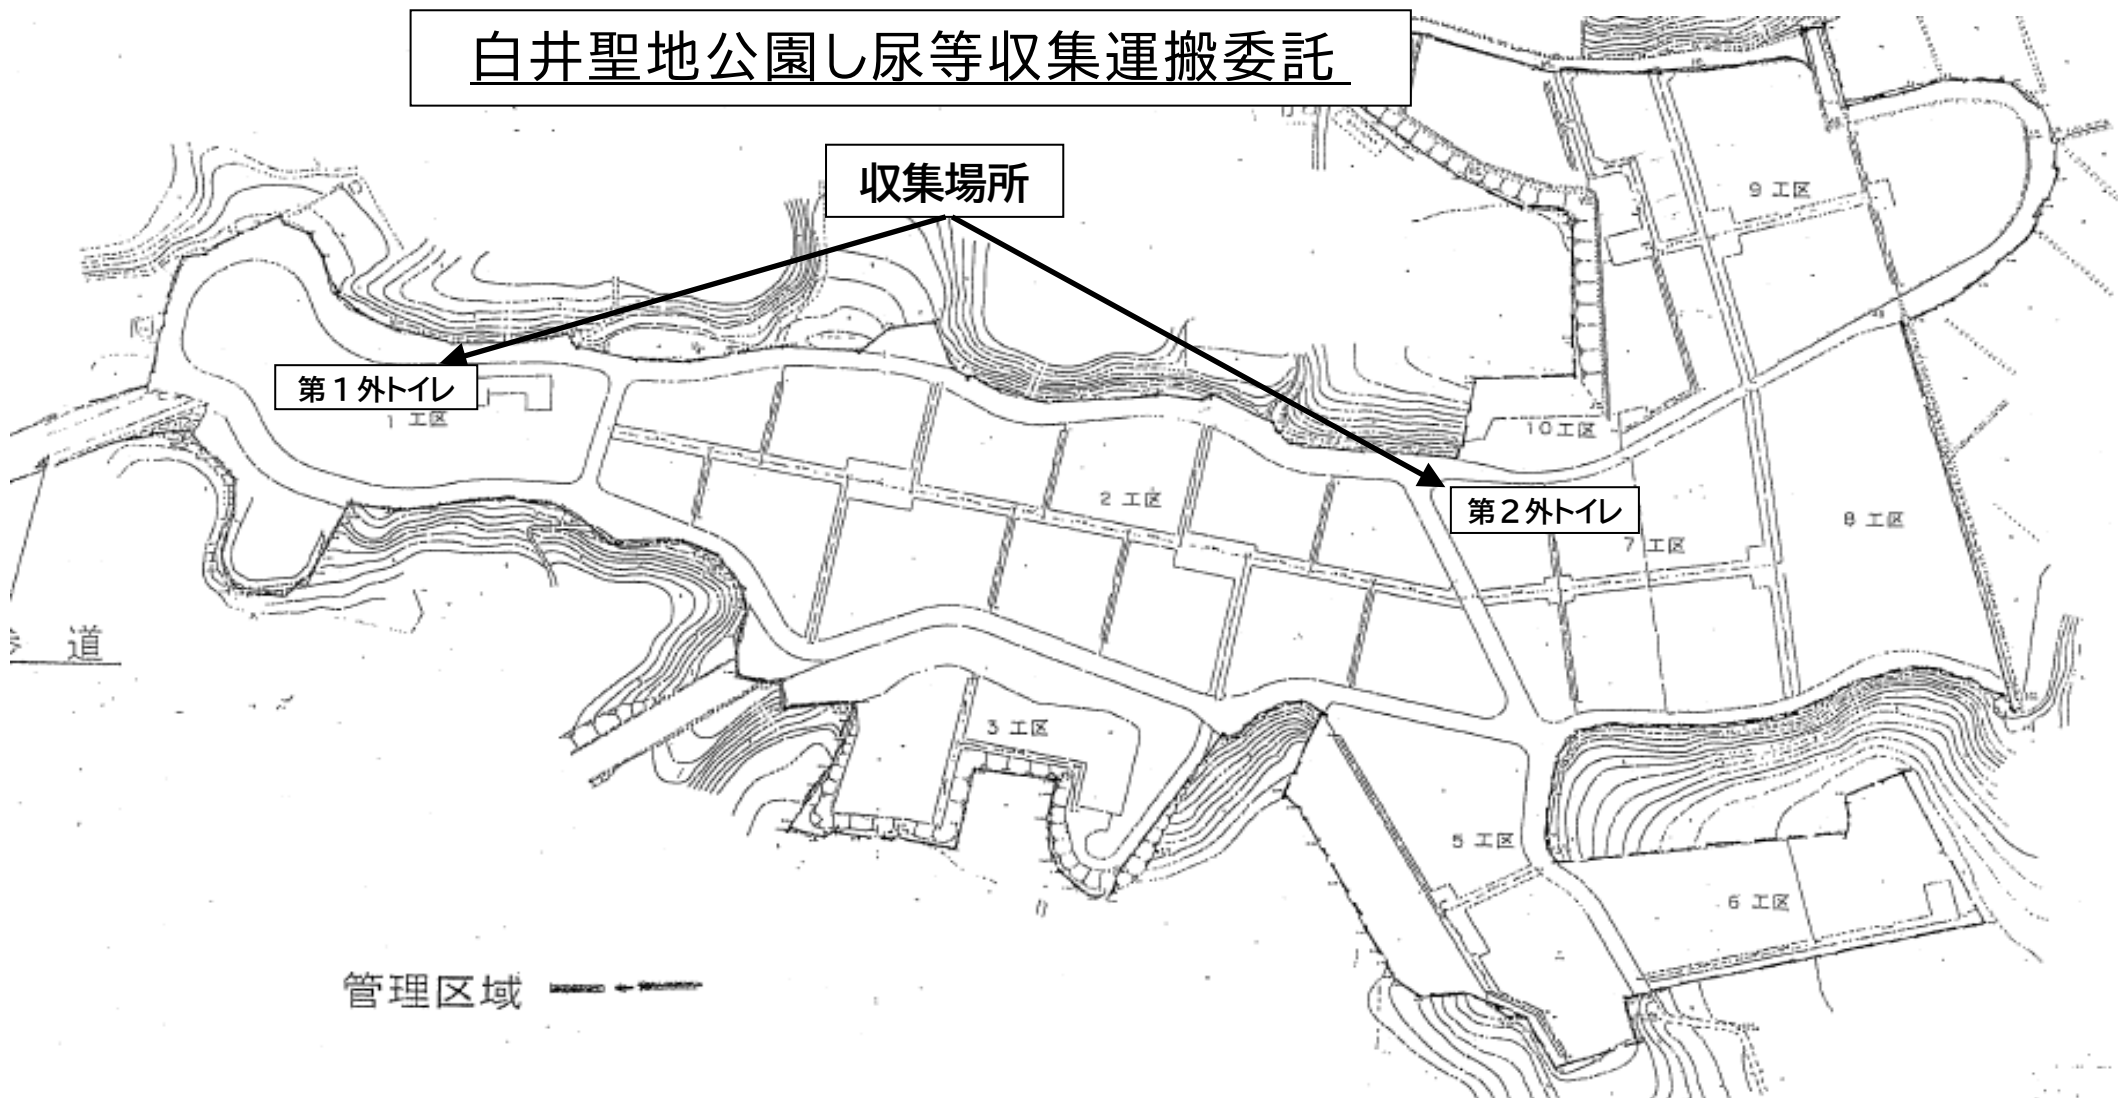 白井聖地公園し尿等収集運搬委託
収集場所
9 工区
第1外トイレ
1 工区
10工区
2 工区
第2外トイレ
8 工区
7 工区
道
3 工区
5 工区
6 工区
管理区域